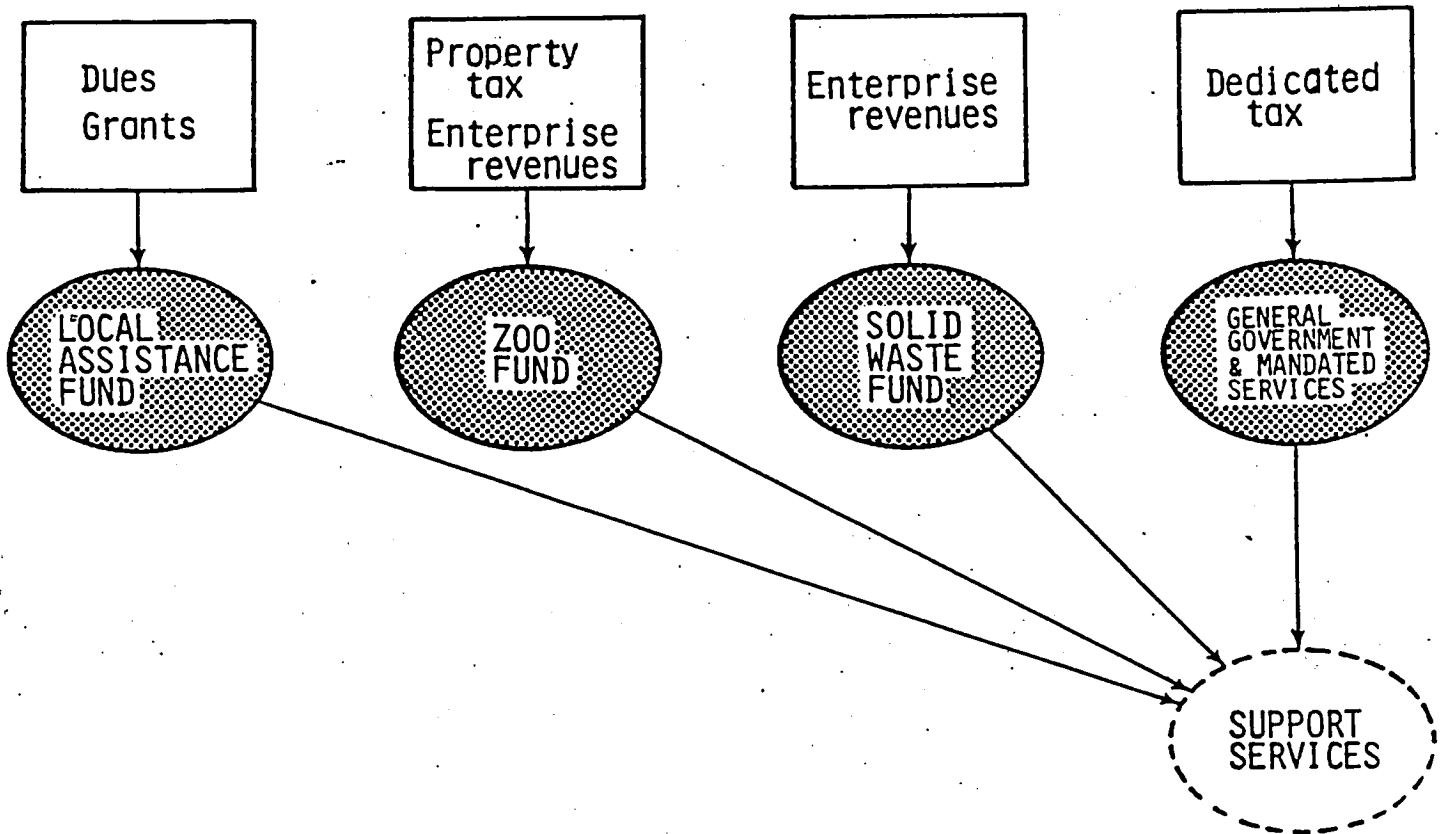 Dues
Grants
Property
tax
Enterprise
revenues
Enterprise
revenues
Dedicated
tax
LOCAL
ASSISTANCE
FUND
ZOO
FUND
SOLID
WASTE
FUND
GENERAL
GOVERNMENT
& MANDATED
SERVICES
SUPPORT
SERVICES